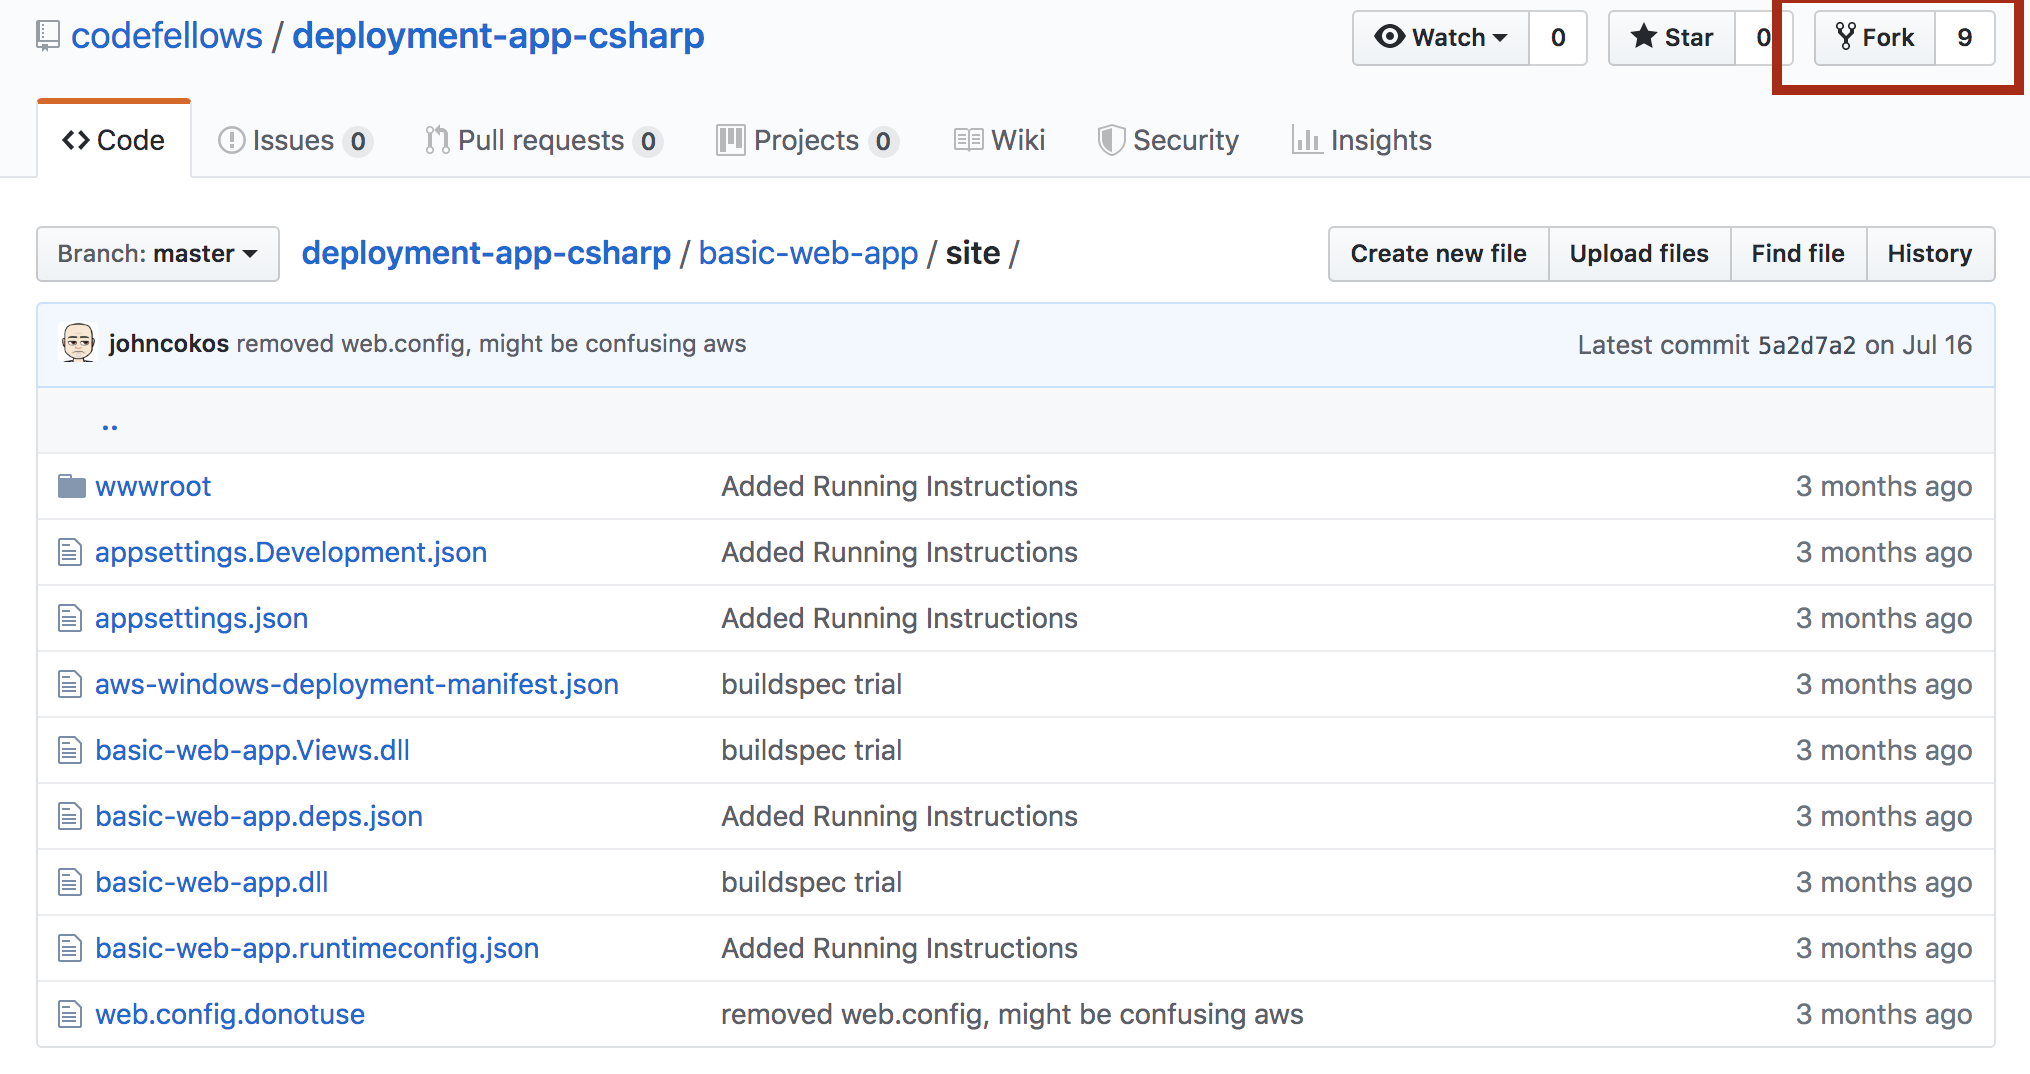 codefellows / deployment-app-csharp
Watch 0 Star 0 Fork 9
Code Issues 0 Pull requests 0 Projects 0 Wiki Security Insights
Branch: master deployment-app-csharp / basic-web-app / site /
Create new file Upload files Find file History
johncokos removed web.config, might be confusing aws Latest commit 5a2d7a2 on Jul 16
..
wwwroot Added Running Instructions 3 months ago
appsettings.Development.json Added Running Instructions 3 months ago
appsettings.json Added Running Instructions 3 months ago
aws-windows-deployment-manifest.json buildspec trial 3 months ago
basic-web-app.Views.dll buildspec trial 3 months ago
basic-web-app.deps.json Added Running Instructions 3 months ago
basic-web-app.dll buildspec trial 3 months ago
basic-web-app.runtimeconfig.json Added Running Instructions 3 months ago
web.config.donotuse removed web.config, might be confusing aws 3 months ago